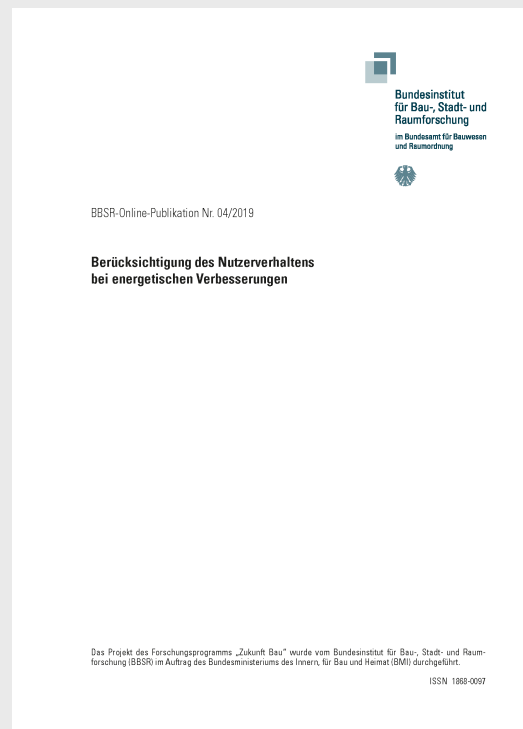 Bundesinstitut
für Bau-, Stadt- und
Raumforschung
im Bundesamt für Bauwesen
und Raumordnung
BBSR-Online-Publikation Nr. 04/2019
Berücksichtigung des Nutzerverhaltens
bei energetischen Verbesserungen
Das Projekt des Forschungsprogramms „Zukunft Bau“ wurde vom Bundesinstitut für Bau-, Stadt- und Raum-
forschung (BBSR) im Auftrag des Bundesministeriums des Innern, für Bau und Heimat (BMI) durchgeführt.
ISSN 1868-0097